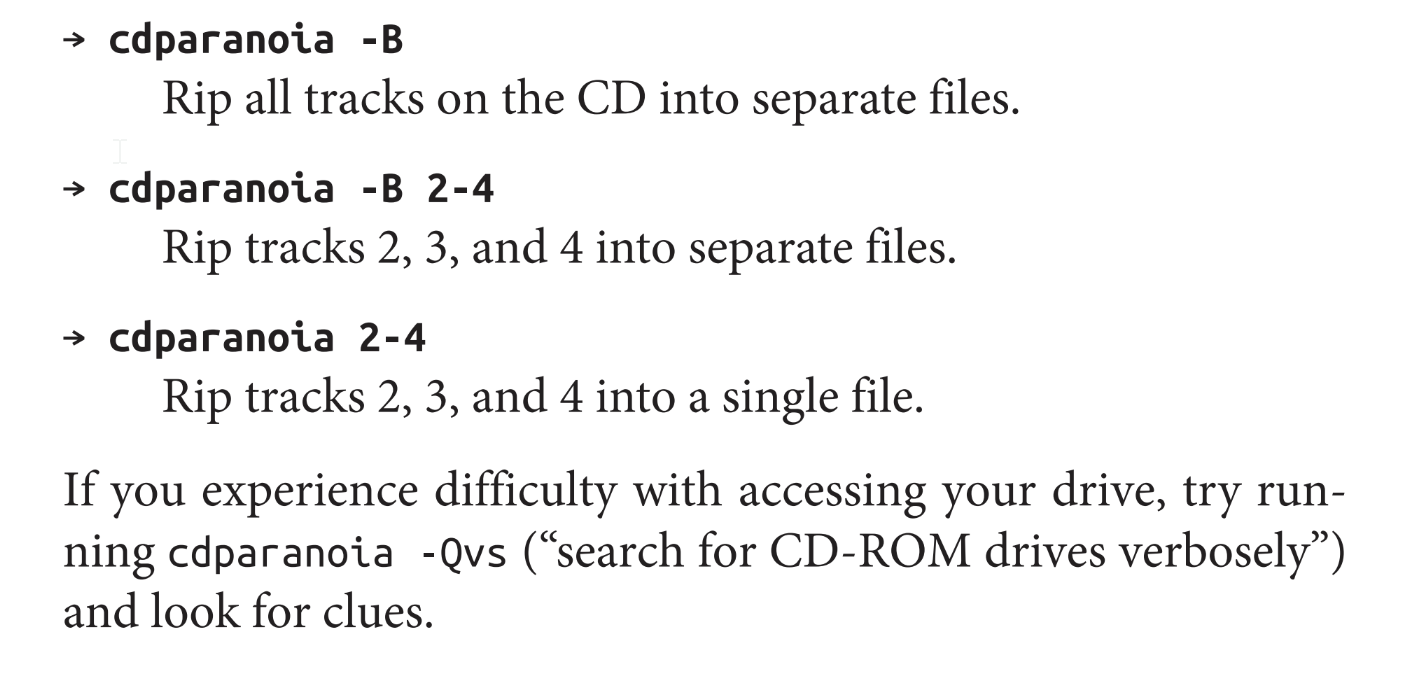 → cdparanoia -B
Rip all tracks on the CD into separate files.
→ cdparanoia -B 2-4
Rip tracks 2, 3, and 4 into separate files.
→ cdparanoia 2-4
Rip tracks 2, 3, and 4 into a single file.
If you experience difficulty with accessing your drive, try run-
ning cdparanoia -Qvs (“search for CD-ROM drives verbosely”)
and look for clues.